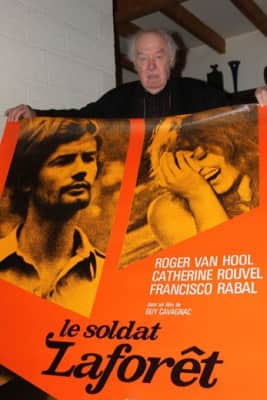 ROGER VAN HOOL
CATHERINE ROUVEL
FRANCISCO RABAL
dans un film de
GUY CAVAGNAC
le soldat
Laforêt